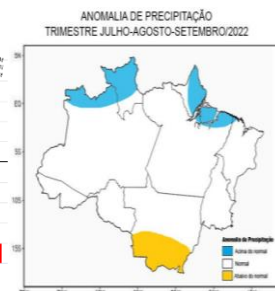 ANOMALIA DE PRECIPITAÇÃO
TRIMESTRE JULHO-AGOSTO-SETEMBRO/2022
Anomalia de Precipitação
Acima do normal
Normal
Abaixo do normal